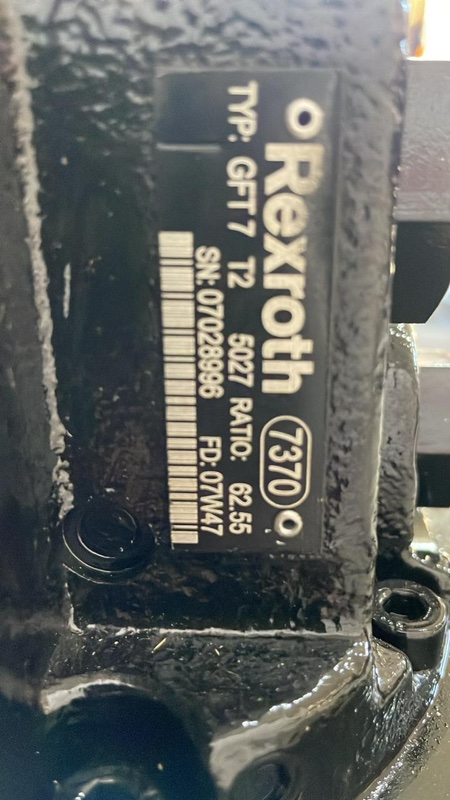 Rexroth 7370
TYP: GFT 7 T2 5027 RATIO: 62.55
SN: 07028996 FD: 07W47